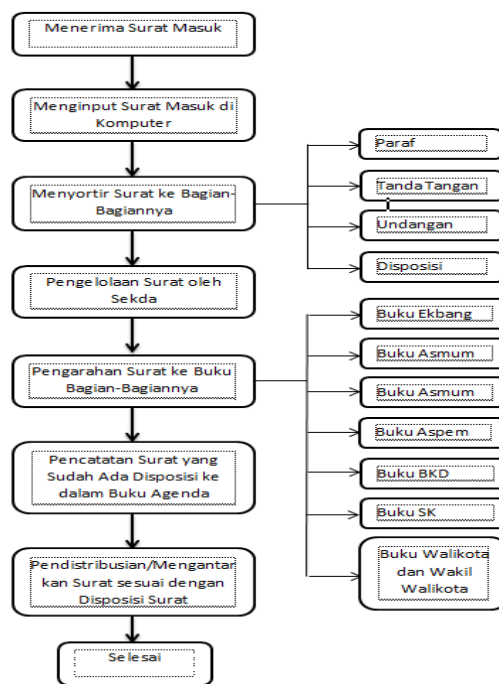 Menerima Surat Masuk
Menginput Surat Masuk di
Komputer
Menyortir Surat ke Bagian-
Bagiannya
Paraf
Tanda Tangan
Undangan
Disposisi
Pengelolaan Surat oleh
Sekda
Pengarahan Surat ke Buku
Bagian-Bagiannya
Buku Ekbang
Buku Asmum
Buku Asmum
Buku Aspem
Buku BKD
Buku SK
Buku Walikota
dan Wakil
Walikota
Pencatatan Surat yang
Sudah Ada Disposisi ke
dalam Buku Agenda
Pendistribusian/Mengantar
kan Surat sesuai dengan
Disposisi Surat
Selesai